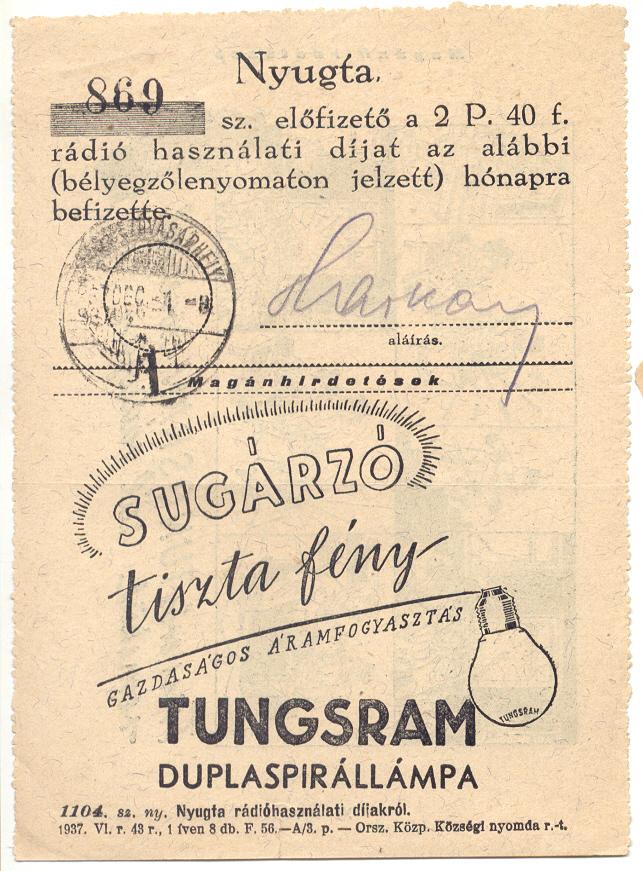 Nyugta.
869 sz. előfizető a 2 P. 40 f.
rádió használati díjat az alábbi
(bélyegzőlenyomaton jelzett) hónapra
befizette.
DEC. 1
A
aláírás.
Magánhirdetések
SUGÁRZÓ
tiszta fény
GAZDASÁGOS ÁRAMFOGYASZTÁS
TUNGSRAM
TUNGSRAM
DUPLASPIRÁLLÁMPA
1104. sz. ny. Nyugta rádióhasználati díjakról.
1937. VI. r. 43 r., 1 íven 8 db. F. 56.—A/3. p. — Orsz. Közp. Községi nyomda r.-t.